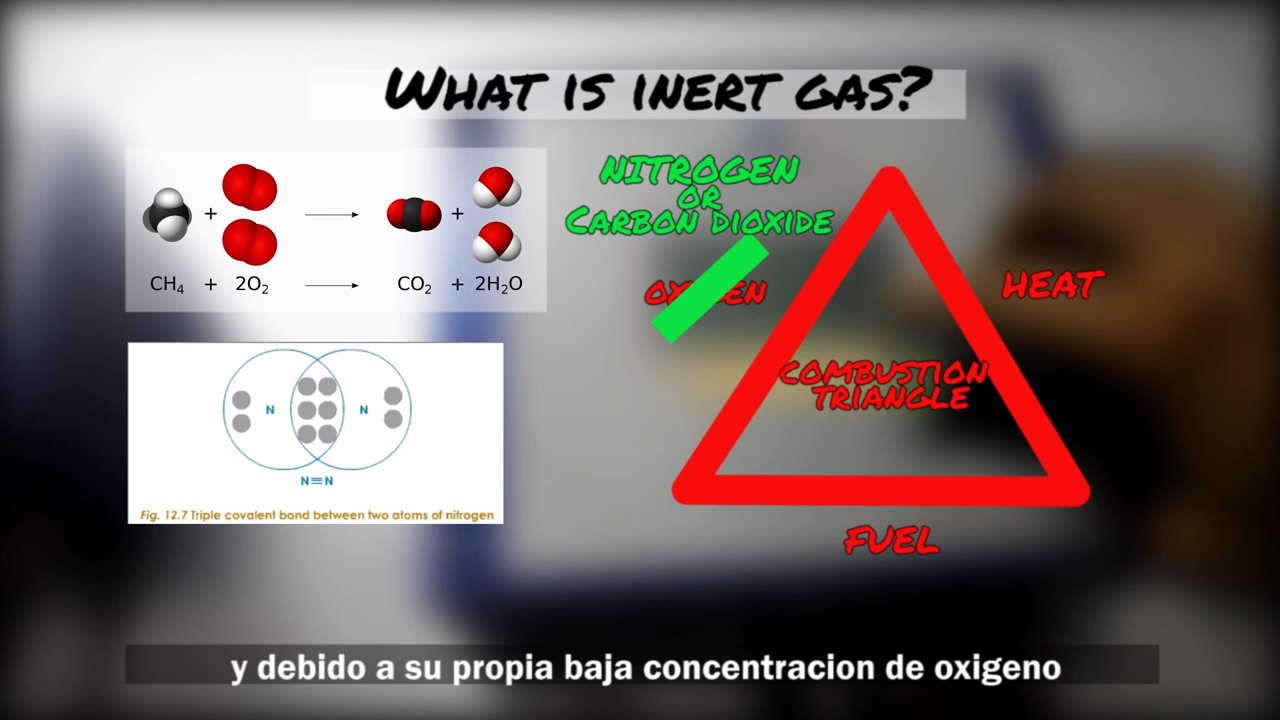 WHAT IS INERT GAS?
CH₄ + 2O₂ → CO₂ + 2H₂O
N N
N≡N
Fig. 12.7 Triple covalent bond between two atoms of nitrogen
NITROGEN
OR
CARBON DIOXIDE
HEAT
COMBUSTION
TRIANGLE
FUEL
y debido a su propia baja concentracion de oxigeno